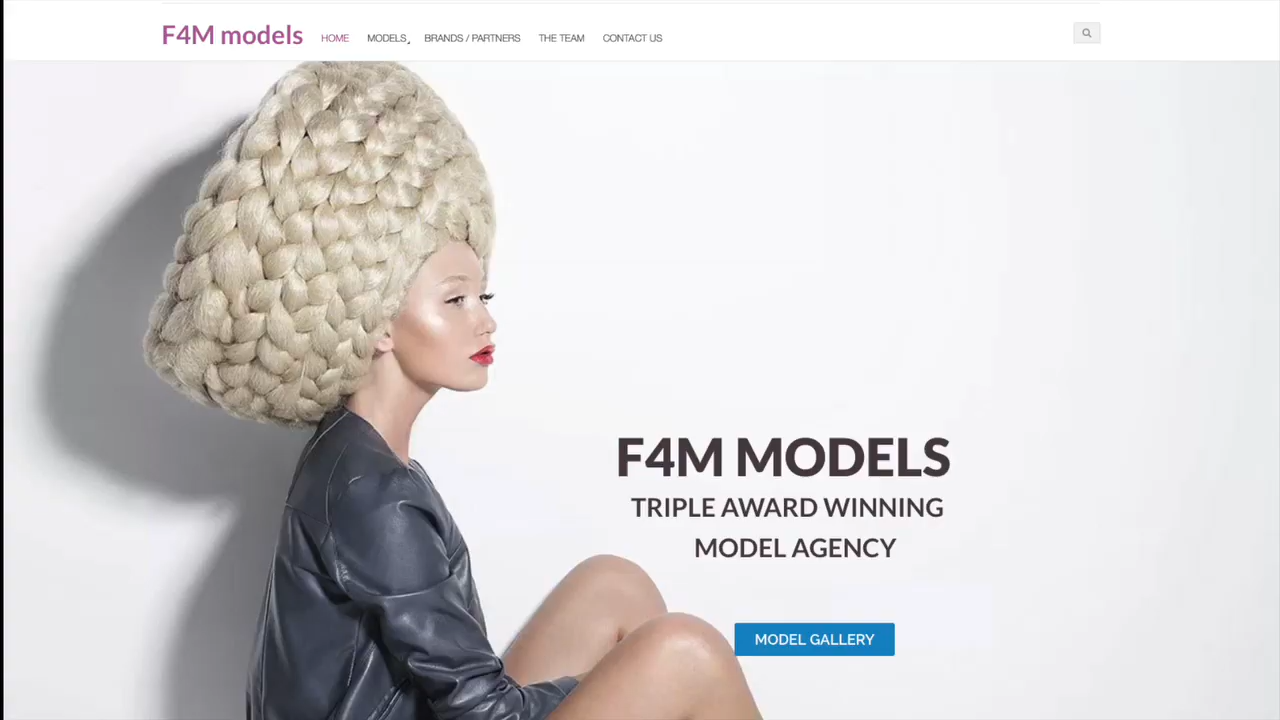 F4M models
HOME
MODELS
BRANDS / PARTNERS
THE TEAM
CONTACT US
F4M MODELS
TRIPLE AWARD WINNING
MODEL AGENCY
MODEL GALLERY